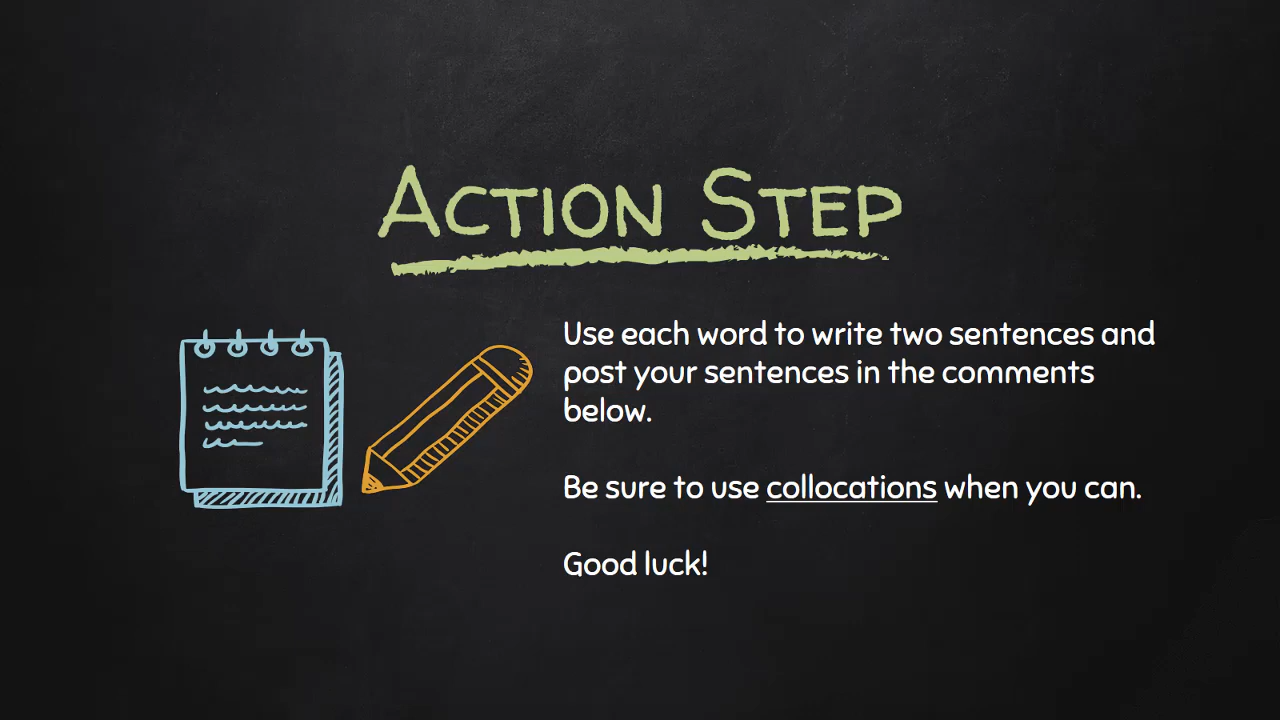 Action Step
Use each word to write two sentences and
post your sentences in the comments
below.
Be sure to use collocations when you can.
Good luck!